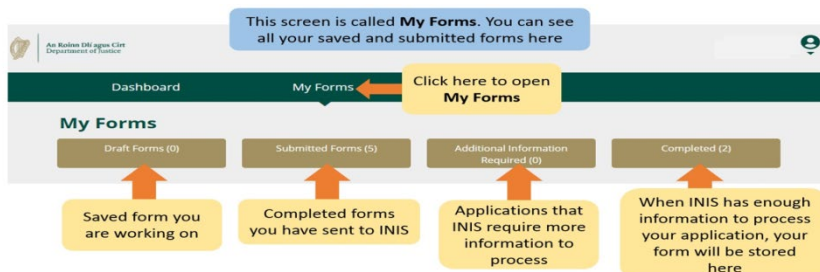 This screen is called My Forms. You can see
all your saved and submitted forms here
An Roinn Dlí agus Cirt
Department of Justice
Dashboard
My Forms
Click here to open
My Forms
My Forms
Draft Forms (0)
Submitted Forms (5)
Additional Information
Required (0)
Completed (2)
Saved form you
are working on
Completed forms
you have sent to INIS
Applications that
INIS require more
information to
process
When INIS has enough
information to process
your application, your
form will be stored
here